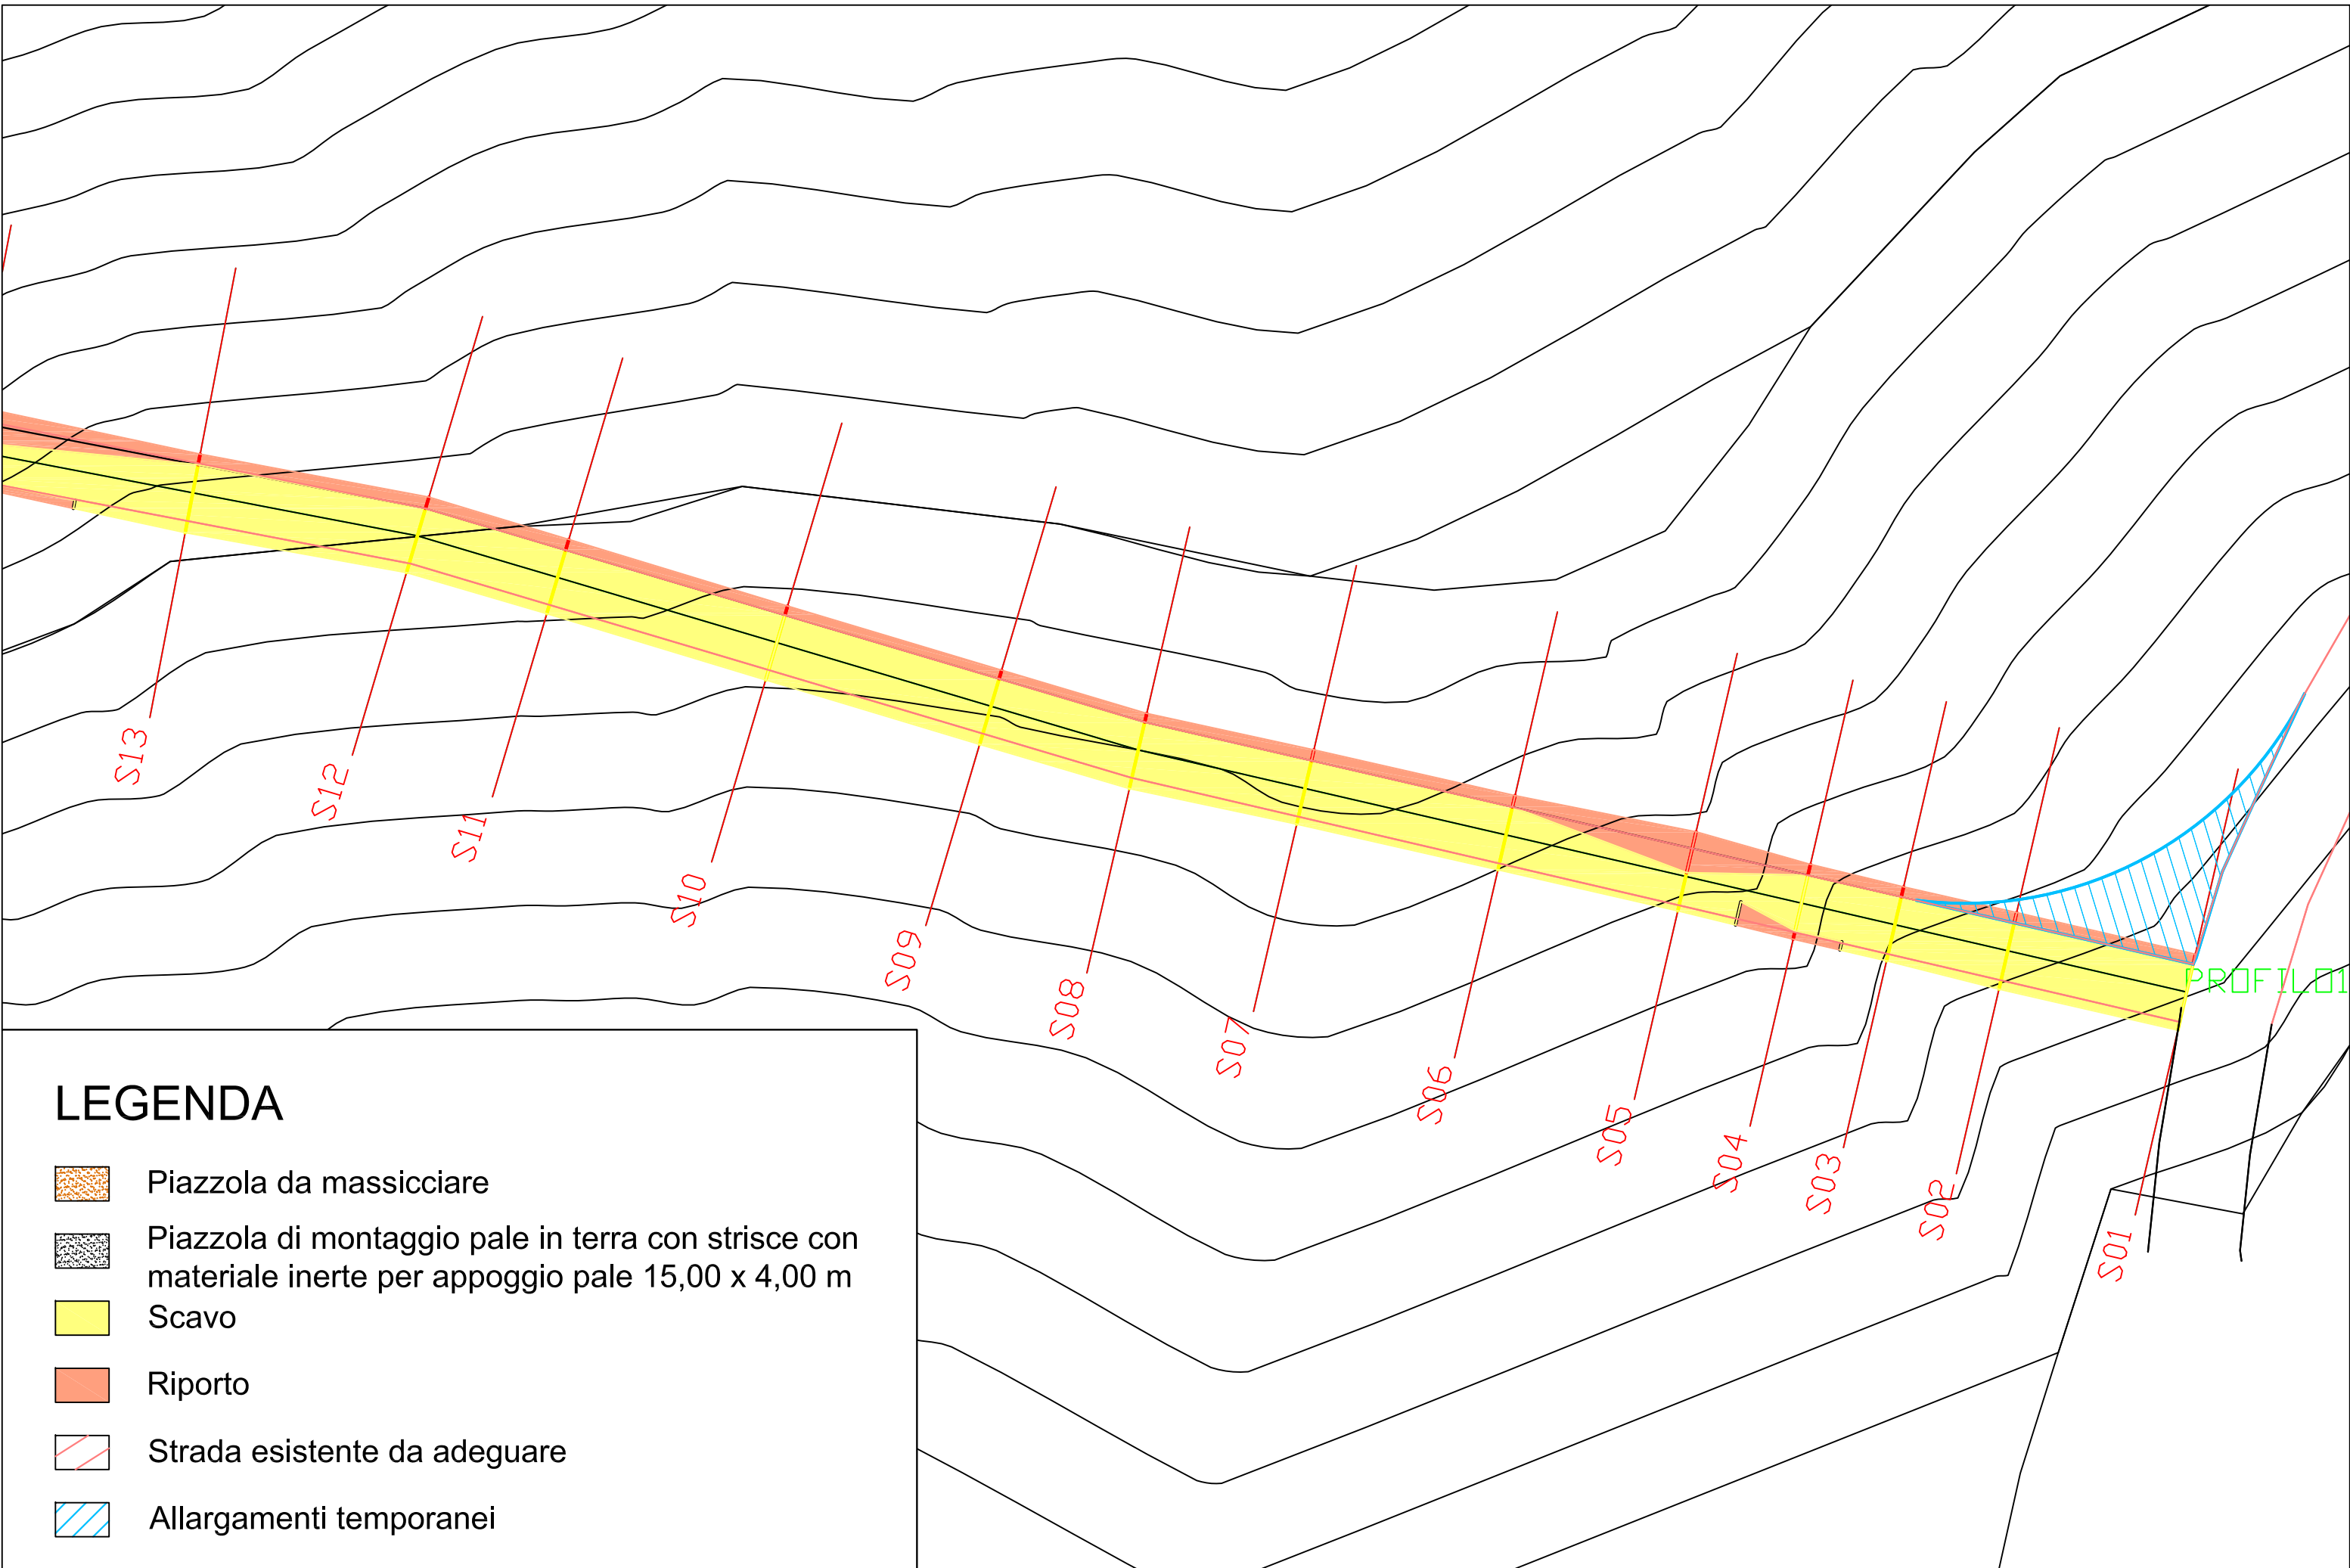 S13
S12
S11
S10
S09
S08
S07
S06
S05
S04
S03
S02
S01
PROFILO1
LEGENDA
Piazzola da massicciare
Piazzola di montaggio pale in terra con strisce con
materiale inerte per appoggio pale 15,00 x 4,00 m
Scavo
Riporto
Strada esistente da adeguare
Allargamenti temporanei